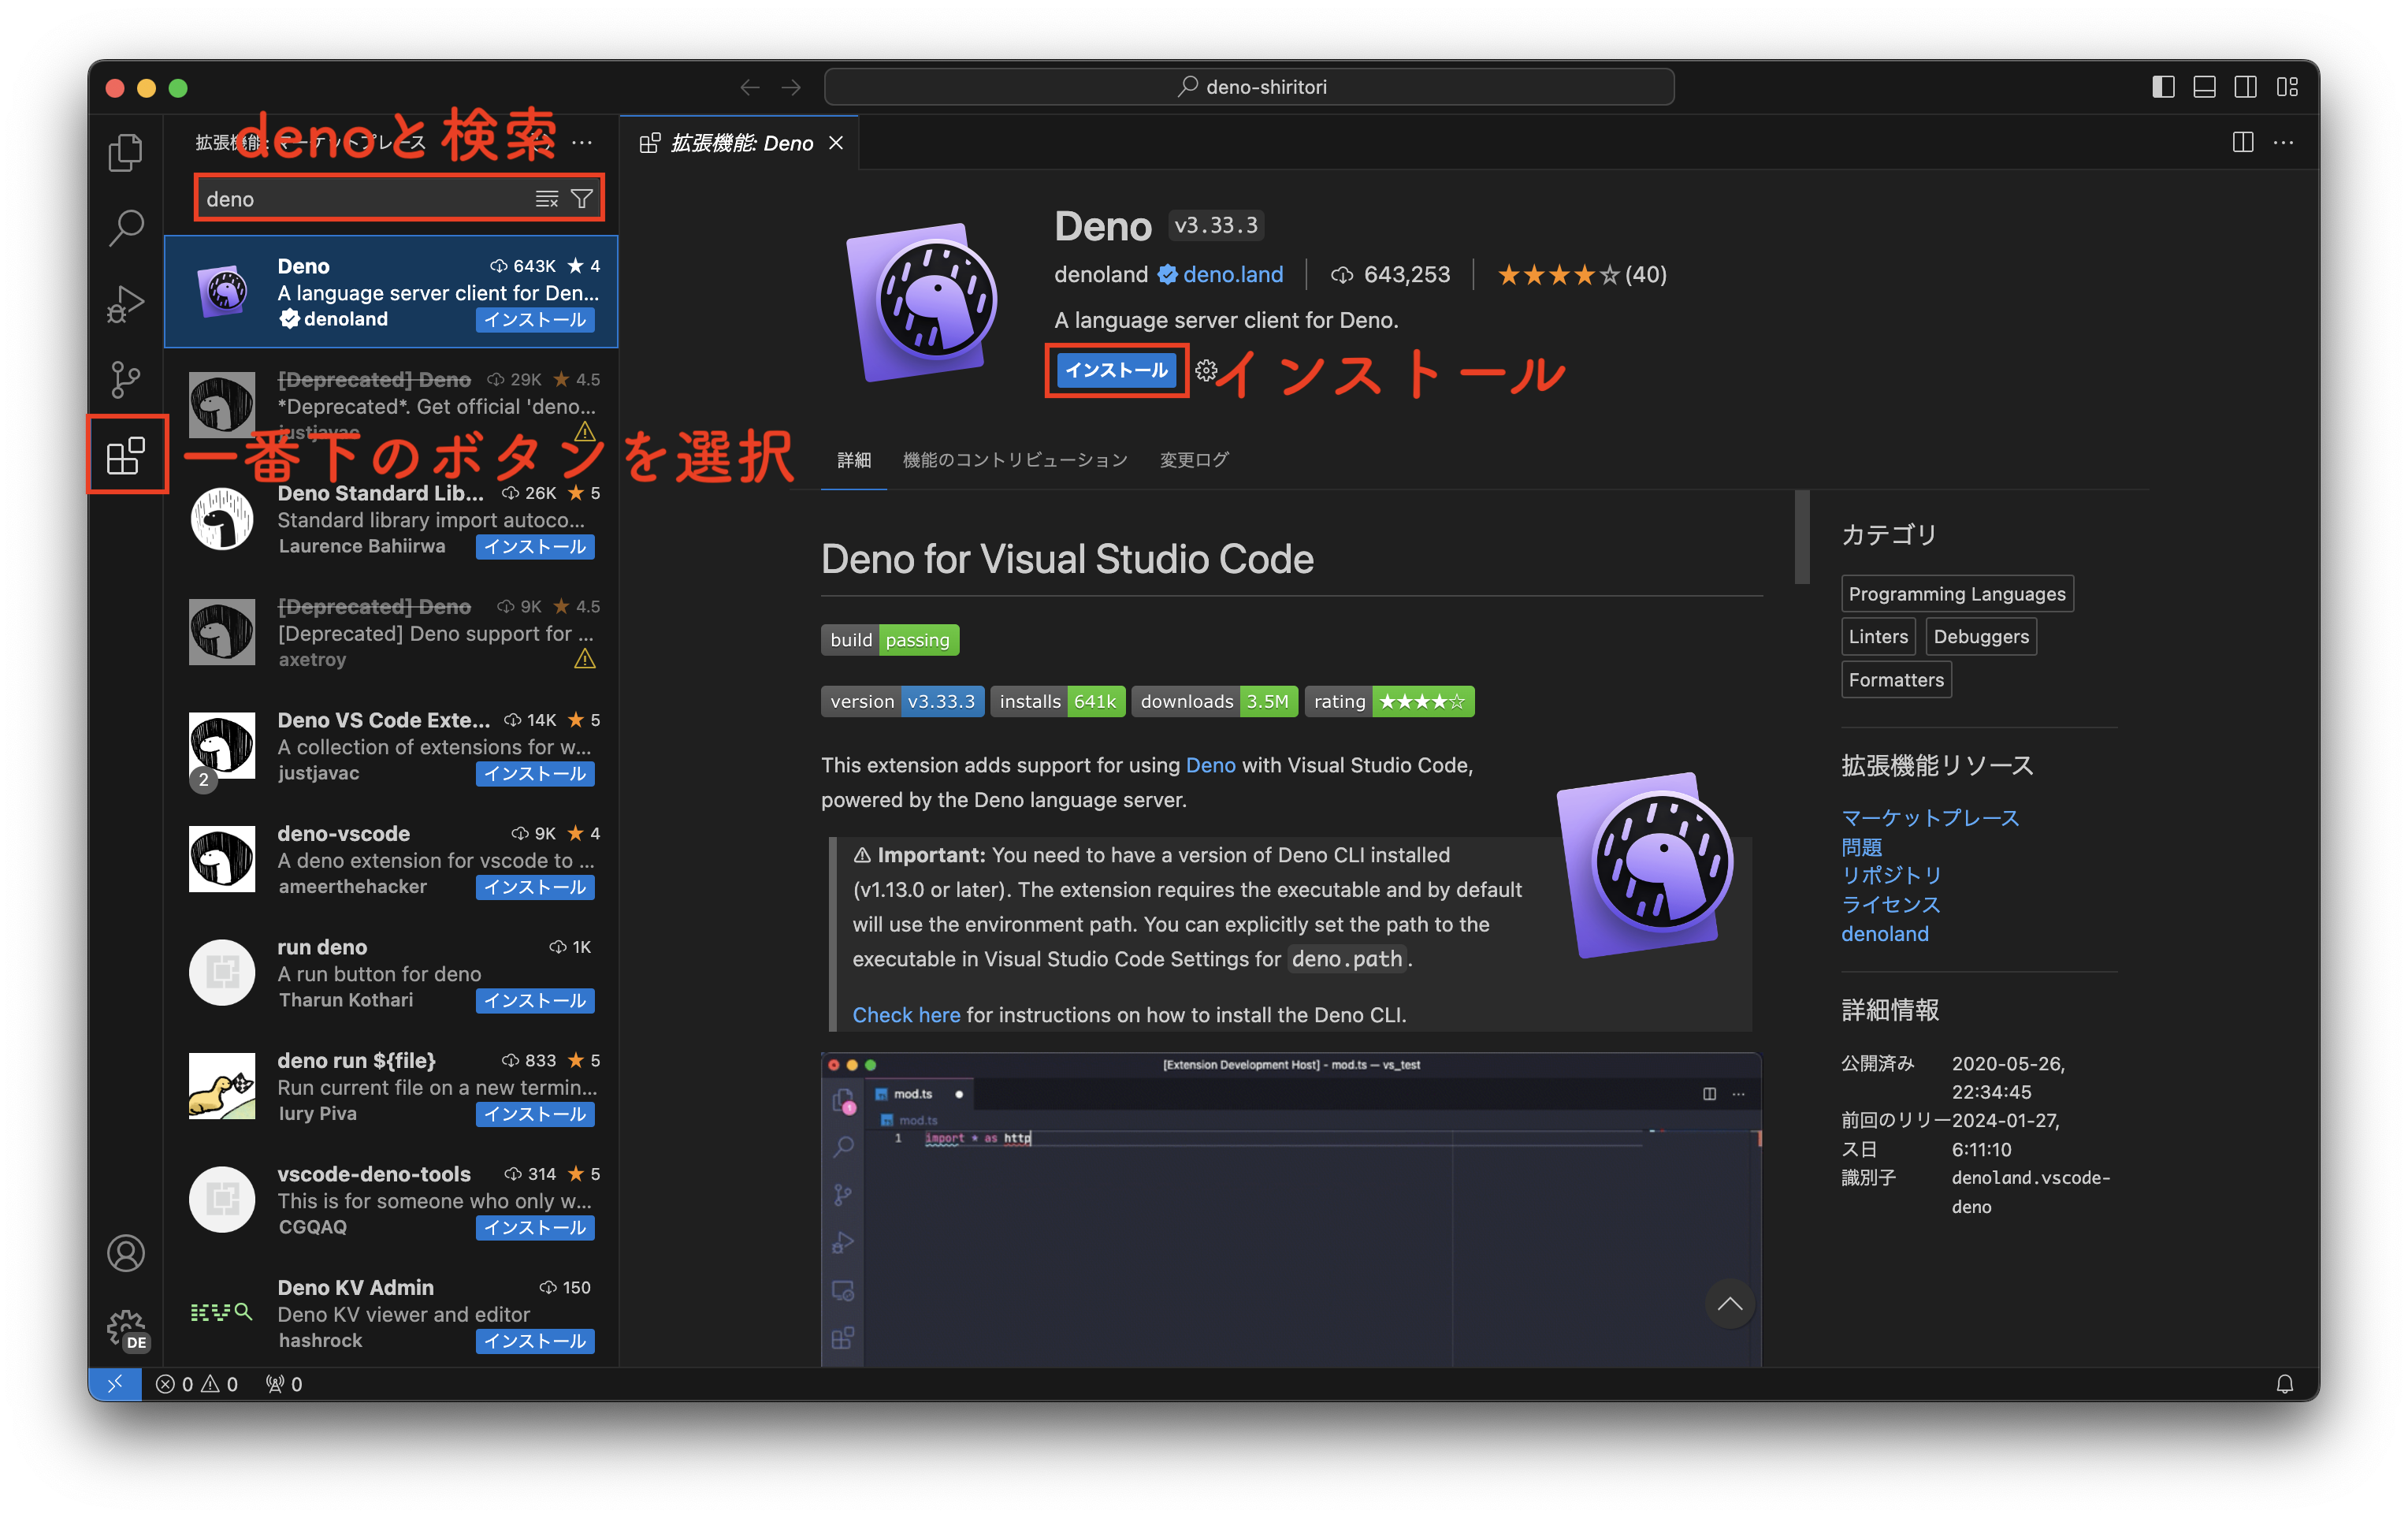 deno-shiritori
denoと検索
拡張機能: マーケットプレース
deno
Deno 643K ★ 4
A language server client for Den...
denoland インストール
[Deprecated] Deno 29K ★ 4.5
*Deprecated*. Get official 'deno...
justjavac
一番下のボタンを選択
Deno Standard Lib... 26K ★ 5
Standard library import autoco...
Laurence Bahiirwa インストール
[Deprecated] Deno 9K ★ 4.5
[Deprecated] Deno support for ...
axetroy
Deno VS Code Exte... 14K ★ 5
A collection of extensions for w...
justjavac インストール
2
deno-vscode 9K ★ 4
A deno extension for vscode to ...
ameerthehacker インストール
run deno 1K
A run button for deno
Tharun Kothari インストール
deno run ${file} 833 ★ 5
Run current file on a new termin...
Iury Piva インストール
vscode-deno-tools 314 ★ 5
This is for someone who only w...
CGQAQ インストール
Deno KV Admin 150
Deno KV viewer and editor
hashrock インストール
DE
拡張機能: Deno
Deno v3.33.3
denoland deno.land 643,253 ★★★★☆ (40)
A language server client for Deno.
インストール
インストール
詳細 機能のコントリビューション 変更ログ
Deno for Visual Studio Code
build passing
version v3.33.3 installs 641k downloads 3.5M rating ★★★★☆
This extension adds support for using Deno with Visual Studio Code,
powered by the Deno language server.
⚠ Important: You need to have a version of Deno CLI installed
(v1.13.0 or later). The extension requires the executable and by default
will use the environment path. You can explicitly set the path to the
executable in Visual Studio Code Settings for deno.path.
Check here for instructions on how to install the Deno CLI.
[Extension Development Host] - mod.ts — vs_test
mod.ts
mod.ts
1 import * as http
1
カテゴリ
Programming Languages
Linters Debuggers
Formatters
拡張機能リソース
マーケットプレース
問題
リポジトリ
ライセンス
denoland
詳細情報
公開済み 2020-05-26,
22:34:45
前回のリリー 2024-01-27,
ス日 6:11:10
識別子 denoland.vscode-
deno
0 0 0